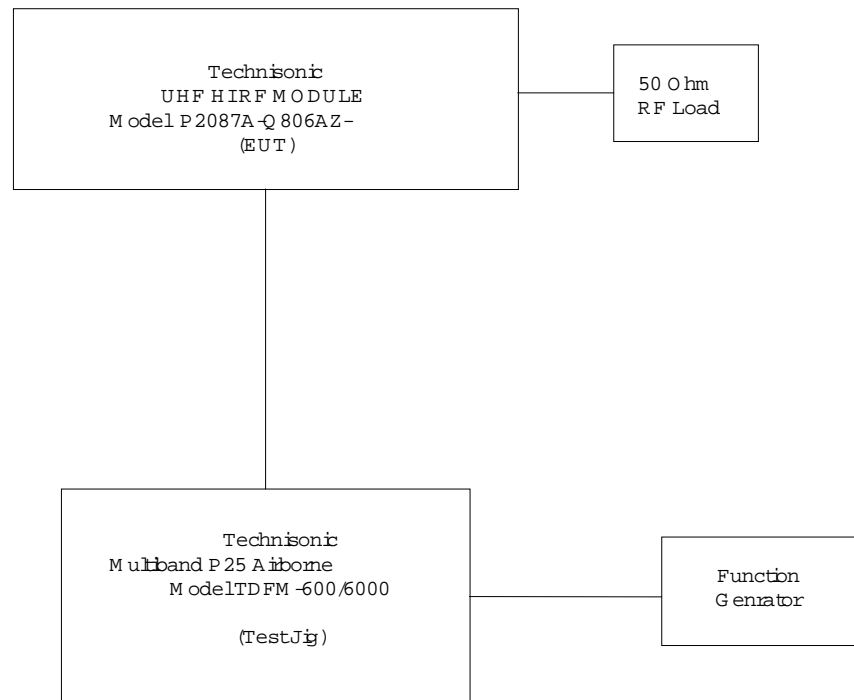 Technisonic
UHF HIRF MODULE
Model P2087A-Q806AZ-
(EUT)
50 Ohm
RF Load
Technisonic
Multiband P25 Airborne
Model TDFM-600/6000
(Test Jig)
Function
Genrator